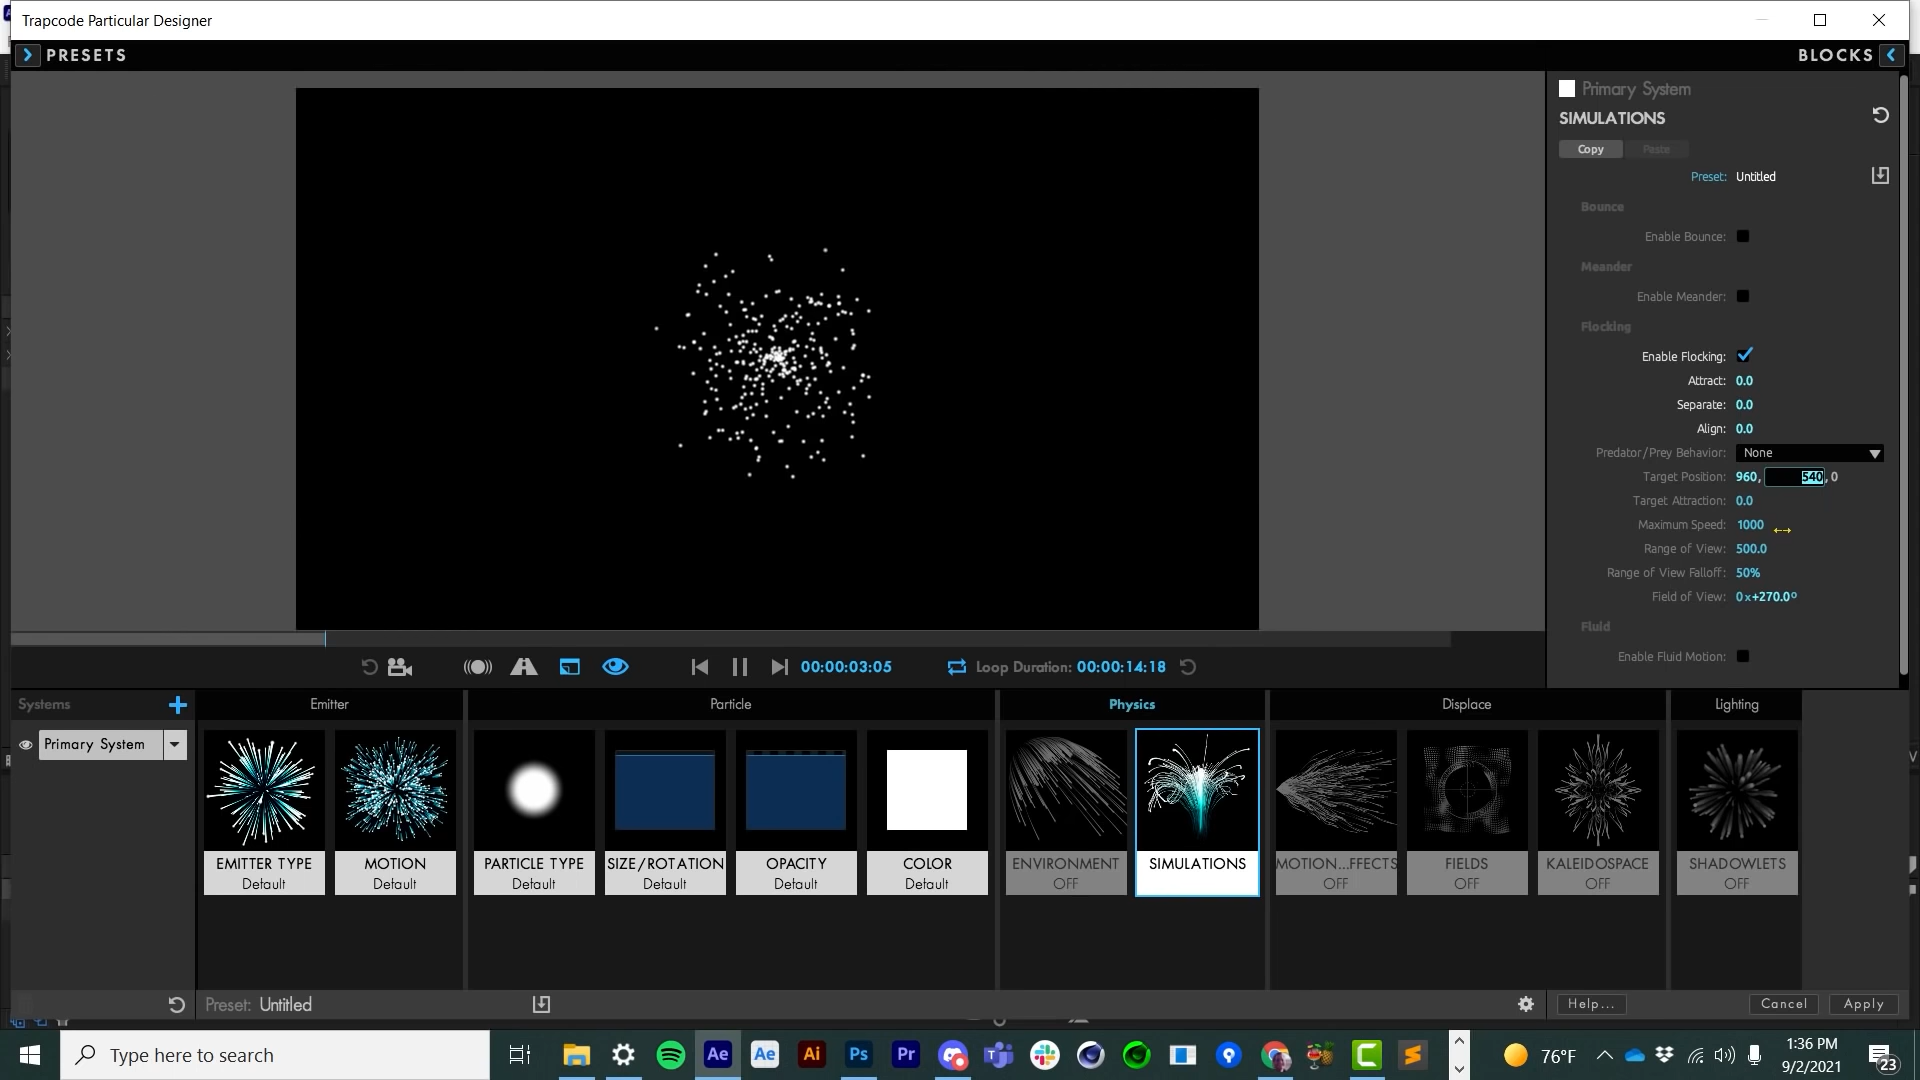 Trapcode Particular Designer
PRESETS
BLOCKS
Primary System
SIMULATIONS
Copy
Paste
Preset: Untitled
Bounce
Enable Bounce:
Meander
Enable Meander:
Flocking
Enable Flocking:
Attract: 0.0
Separate: 0.0
Align: 0.0
Predator/Prey Behavior: None
Target Position: 960, 540, 0
Target Attraction: 0.0
Maximum Speed: 1000
Range of View: 500.0
Range of View Falloff: 50%
Field of View: 0x+270.0°
Fluid
Enable Fluid Motion:
00:00:03:05
Loop Duration: 00:00:14:18
Systems
Emitter
Particle
Physics
Displace
Lighting
Primary System
EMITTER TYPE
Default
MOTION
Default
PARTICLE TYPE
Default
SIZE/ROTATION
Default
OPACITY
Default
COLOR
Default
ENVIRONMENT
OFF
SIMULATIONS
MOTION...FFECTS
OFF
FIELDS
OFF
KALEIDOSPACE
OFF
SHADOWLETS
OFF
Preset: Untitled
Help...
Cancel
Apply
Type here to search
Ae
Ae
Ai
Ps
Pr
76°F
1:36 PM
9/2/2021
23